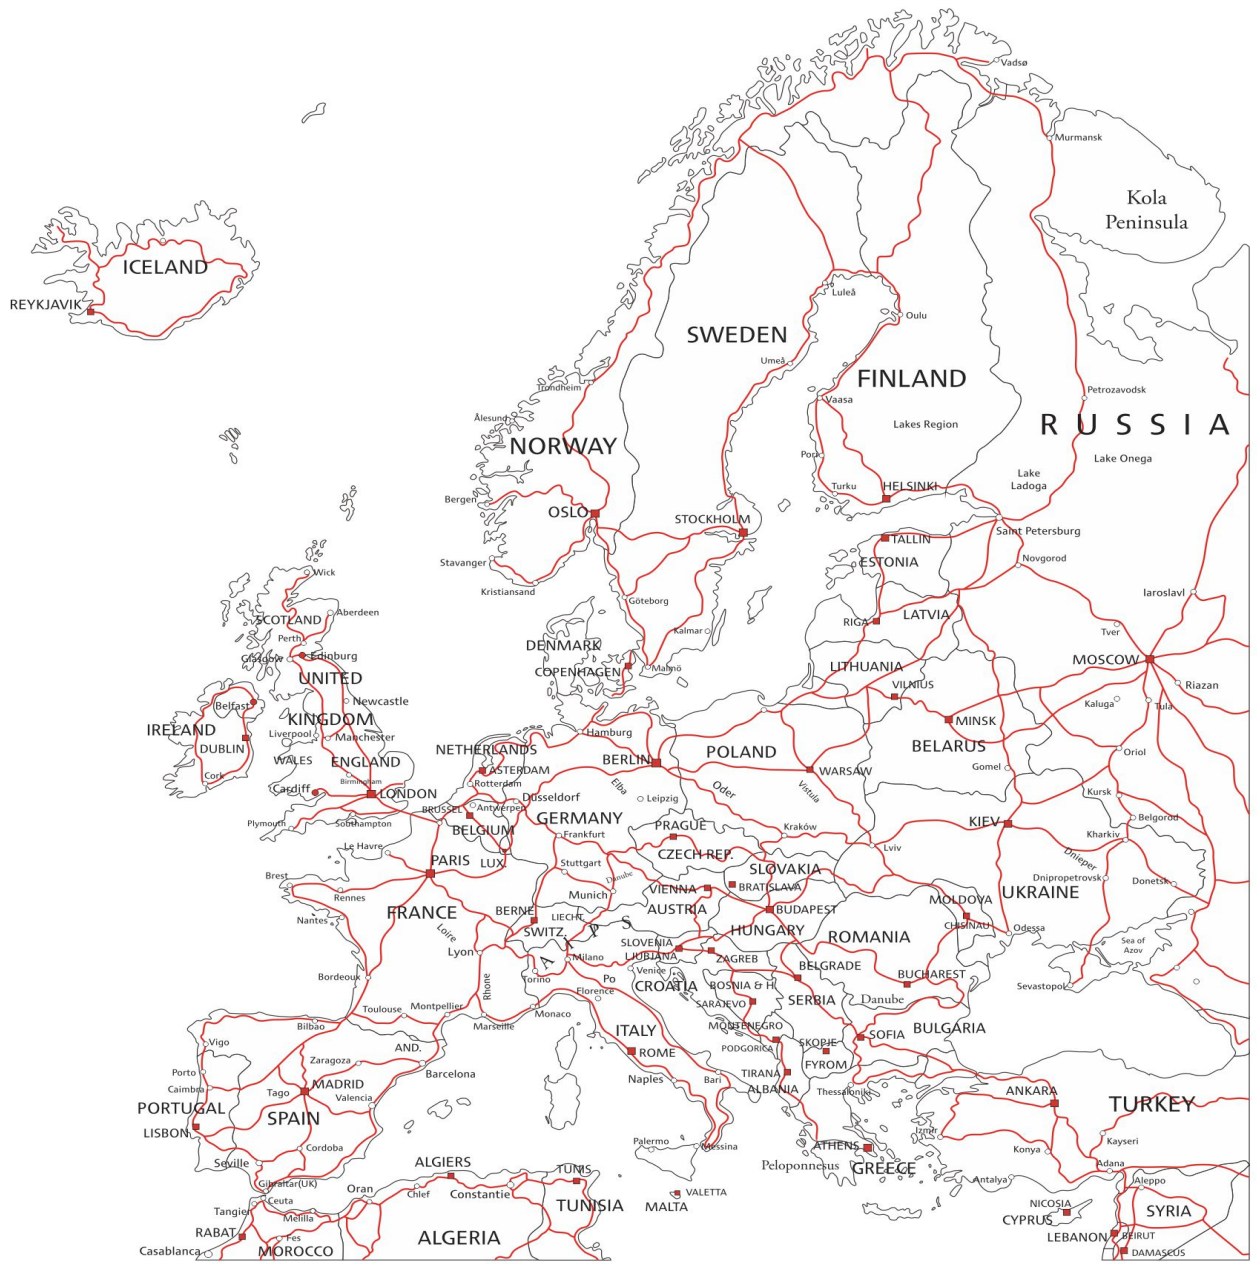 Vadsø
Murmansk
Kola
Peninsula
ICELAND
REYKJAVIK
Luleå
Oulu
SWEDEN
Umeå
FINLAND
Trondheim
Vaasa
Petrozavodsk
Ålesund
RUSSIA
Lakes Region
NORWAY
Pori
Lake Onega
Lake
Ladoga
Turku
HELSINKI
Bergen
OSLO
STOCKHOLM
Saint Petersburg
TALLIN
ESTONIA
Novgorod
Stavanger
Wick
Kristiansand
Göteborg
Iaroslavl
Aberdeen
SCOTLAND
RIGA
LATVIA
Kalmar
Tver
Perth
DENMARK
Glasgow
Edinburg
MOSCOW
COPENHAGEN
Malmö
LITHUANIA
UNITED
VILNIUS
Riazan
Newcastle
Belfast
Kaluga
Tula
KINGDOM
MINSK
IRELAND
Liverpool
Manchester
Hamburg
DUBLIN
NETHERLANDS
POLAND
BELARUS
Oriol
WALES
ENGLAND
BERLIN
ASTERDAM
WARSAW
Gomel
Cork
Birmingham
Rotterdam
Elba
Oder
Vistula
Cardiff
LONDON
Kursk
Düsseldorf
Leipzig
BRUSSEL
Antwerpen
Plymouth
Southampton
GERMANY
KIEV
Belgorod
BELGIUM
PRAGUE
Kraków
Frankfurt
Kharkiv
Le Havre
Lviv
PARIS
LUX.
CZECH REP.
Dnieper
Stuttgart
SLOVAKIA
Brest
Danube
Dnipropetrovsk
Donetsk
VIENNA
BRATISLAVA
Rennes
Munich
UKRAINE
MOLDOVA
FRANCE
BERNE
LIECHT.
AUSTRIA
BUDAPEST
Nantes
CHISINAU
Odessa
Loire
SWITZ.
ALPS
HUNGARY
ROMANIA
SLOVENIA
Sea of
Azov
Lyon
LJUBJANA
Milano
ZAGREB
BELGRADE
Venice
BUCHAREST
Bordeoux
Torino
Po
CROATIA
BOSNIA & H.
Sevastopol
Rhone
Florence
SERBIA
Danube
SARAJEVO
Toulouse
Montpellier
Monaco
Marseille
MONTENEGRO
BULGARIA
Bilbao
ITALY
SOFIA
Vigo
SKOPJE
AND.
PODGORICA
ROME
Zaragoza
FYROM
Porto
Barcelona
TIRANA
Naples
Bari
MADRID
Caimbra
ALBANIA
Thessaloniki
ANKARA
Tago
Valencia
PORTUGAL
TURKEY
SPAIN
LISBON
Izmir
Kayseri
Cordoba
Palermo
Messina
ATHENS
Konya
Seville
ALGIERS
TUNIS
Peloponnesus
GREECE
Adana
Antalya
Aleppo
Gibraltar(UK)
Oran
Chlef
Constantie
VALETTA
Ceuta
NICOSIA
TUNISIA
MALTA
Tangier
Melilla
CYPRUS
SYRIA
RABAT
Fes
ALGERIA
LEBANON
BEIRUT
Casablanca
MOROCCO
DAMASCUS